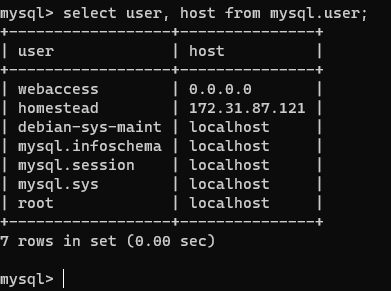 mysql> select user, host from mysql.user;
+------------------+---------------+
| user             | host          |
+------------------+---------------+
| webaccess        | 0.0.0.0       |
| homestead        | 172.31.87.121 |
| debian-sys-maint | localhost     |
| mysql.infoschema | localhost     |
| mysql.session    | localhost     |
| mysql.sys        | localhost     |
| root             | localhost     |
+------------------+---------------+
7 rows in set (0.00 sec)
mysql>